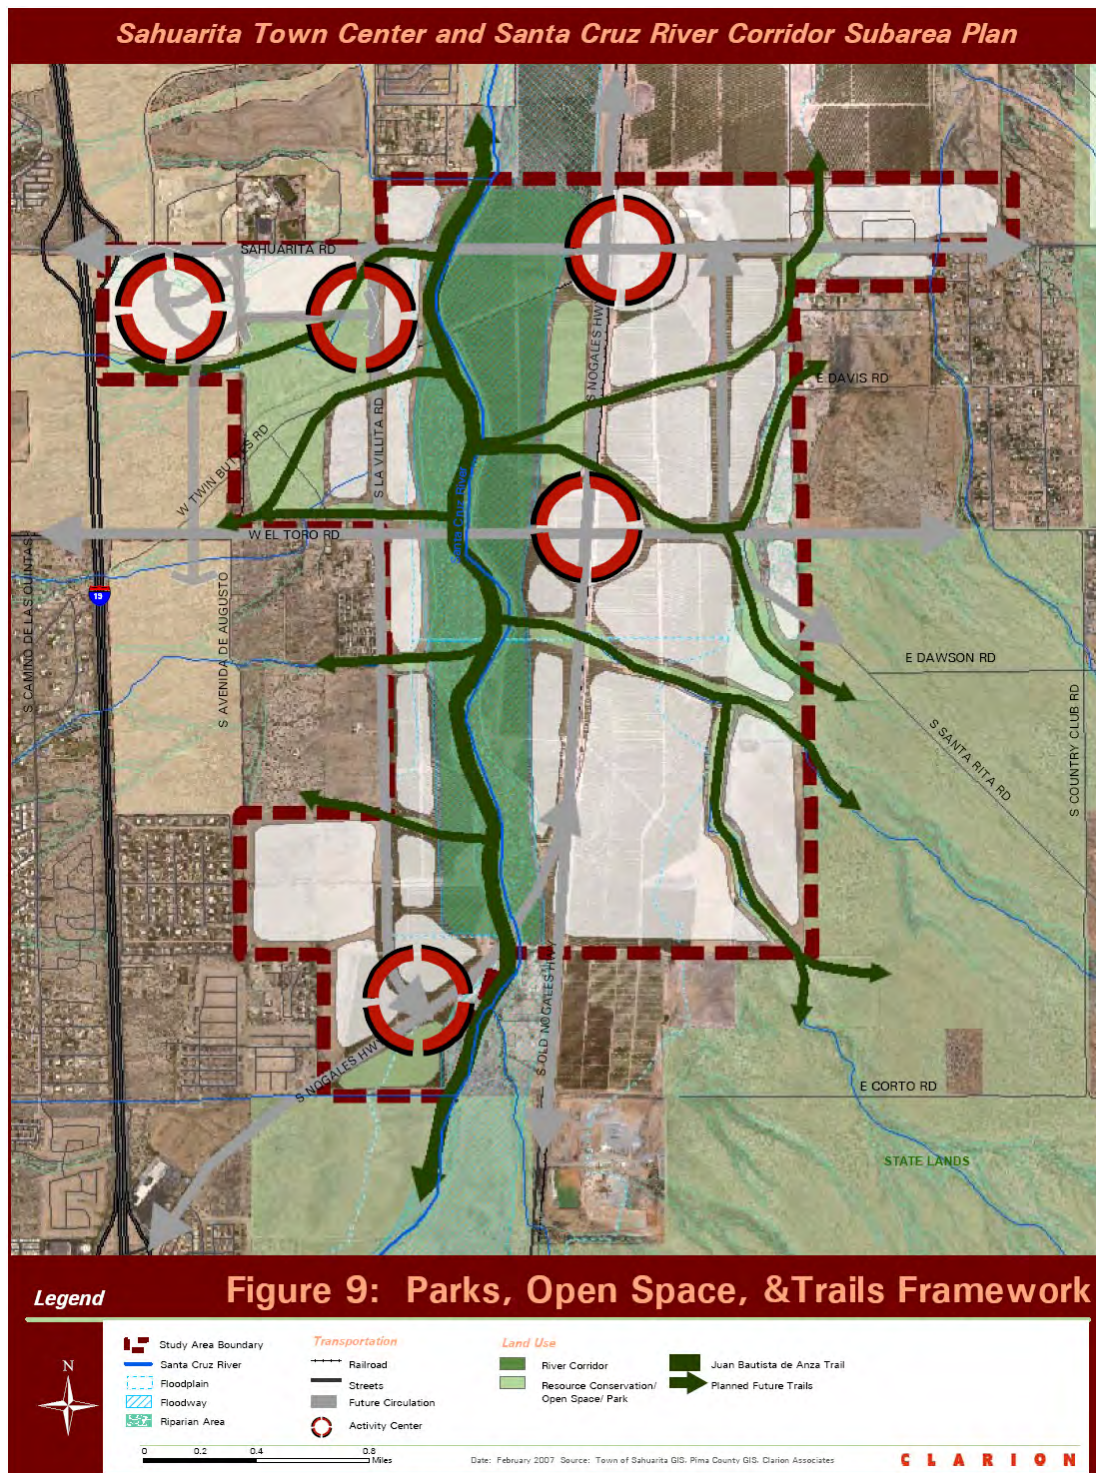 Sahuarita Town Center and Santa Cruz River Corridor Subarea Plan
SAHUARITA RD
S NOGALES HW
E DAVIS RD
S LA VILLITA RD
W TWIN BUTTES RD
Santa Cruz River
W EL TORO RD
S CAMINO DE LAS QUINTAS
19
S AVENIDA DE AUGUSTO
E DAWSON RD
S SANTA RITA RD
S COUNTRY CLUB RD
S OLD NOGALES HWY
S NOGALES HW
E CORTO RD
STATE LANDS
Figure 9: Parks, Open Space, &Trails Framework
Legend
N
Study Area Boundary
Santa Cruz River
Floodplain
Floodway
Riparian Area
Transportation
Railroad
Streets
Future Circulation
Activity Center
Land Use
River Corridor
Resource Conservation/
Open Space/ Park
Juan Bautista de Anza Trail
Planned Future Trails
0 0.2 0.4 0.8
Miles
Date: February 2007 Source: Town of Sahuarita GIS, Pima County GIS, Clarion Associates
CLARION